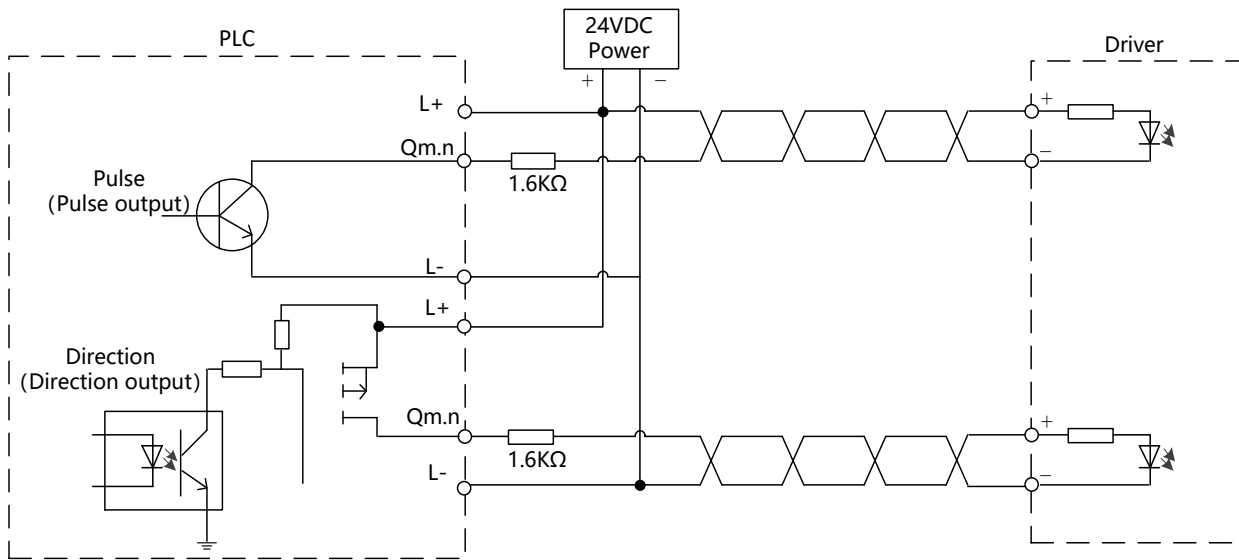 24VDC
Power
PLC
Driver
+
−
L+
+
Qm.n
−
1.6KΩ
Pulse
(Pulse output)
L-
L+
Direction
(Direction output)
Qm.n
+
1.6KΩ
L-
−